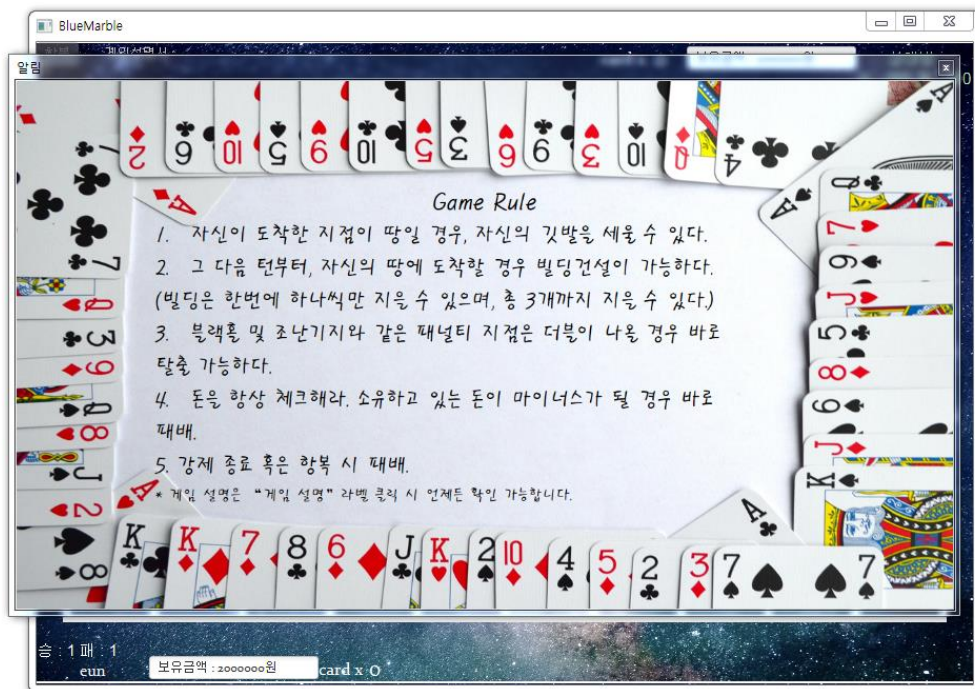 BlueMarble
알림
Game Rule
1. 자신이 도착한 지점이 땅일 경우, 자신의 깃발을 세울 수 있다.
2. 그 다음 턴부터, 자신의 땅에 도착할 경우 빌딩건설이 가능하다.
(빌딩은 한번에 하나씩만 지을 수 있으며, 총 3개까지 지을 수 있다.)
3. 블랙홀 및 조난기지와 같은 패널티 지점은 더블이 나올 경우 바로
탈출 가능하다.
4. 돈을 항상 체크해라. 소유하고 있는 돈이 마이너스가 될 경우 바로
패배.
5. 강제 종료 혹은 항복 시 패배.
* 게임 설명은 “게임 설명” 라벨 클릭 시 언제든 확인 가능합니다.
승 : 1 패 : 1
eun
보유금액 : 2000000원
card x 0